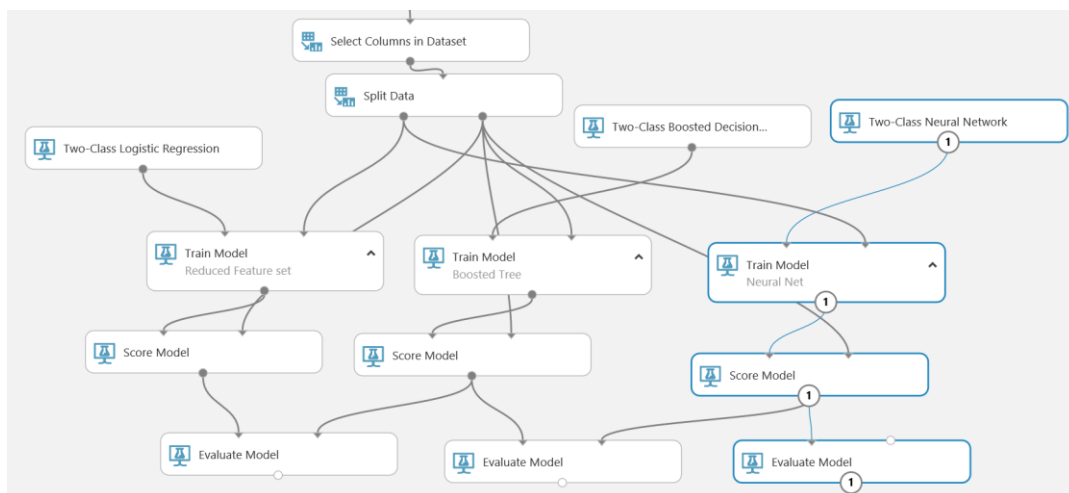 Select Columns in Dataset
Split Data
Two-Class Logistic Regression
Two-Class Boosted Decision...
Two-Class Neural Network
1
Train Model
Reduced Feature set
Train Model
Boosted Tree
Train Model
Neural Net
1
Score Model
Score Model
Score Model
1
Evaluate Model
Evaluate Model
Evaluate Model
1